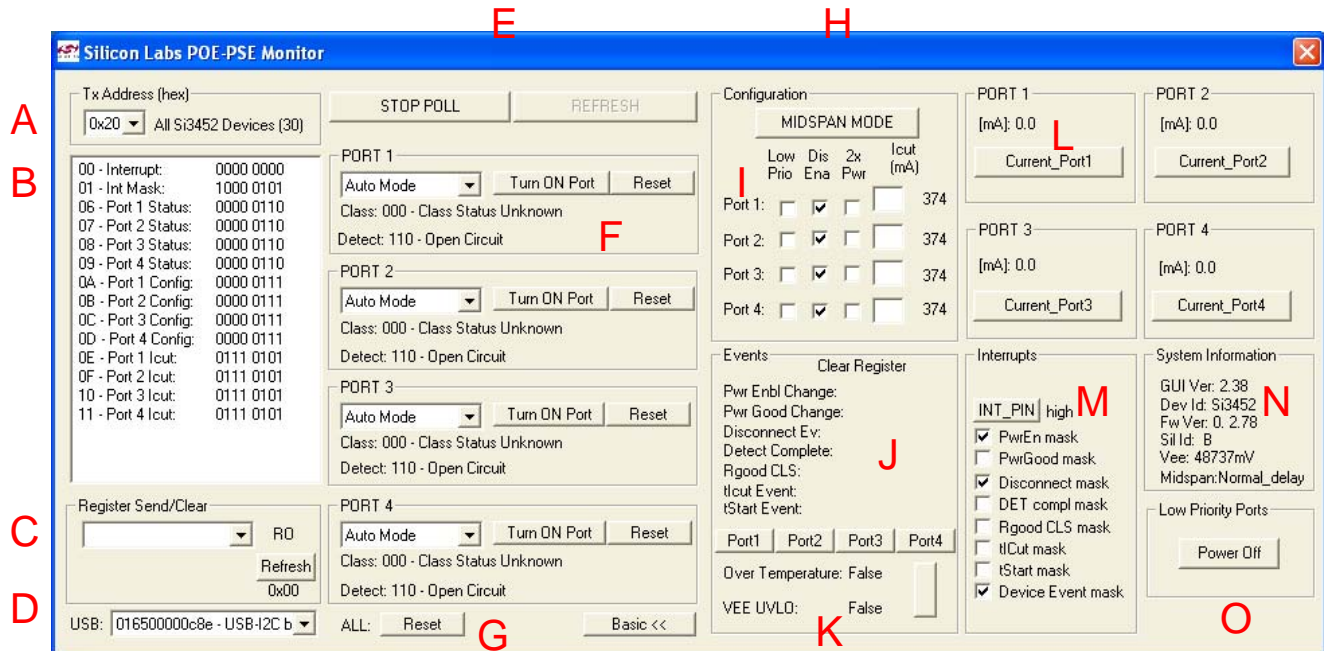 E
H
Silicon Labs POE-PSE Monitor
A
Tx Address (hex)
0x20 All Si3452 Devices (30)
B
00 - Interrupt: 0000 0000
01 - Int Mask: 1000 0101
06 - Port 1 Status: 0000 0110
07 - Port 2 Status: 0000 0110
08 - Port 3 Status: 0000 0110
09 - Port 4 Status: 0000 0110
0A - Port 1 Config: 0000 0111
0B - Port 2 Config: 0000 0111
0C - Port 3 Config: 0000 0111
0D - Port 4 Config: 0000 0111
0E - Port 1 Icut: 0111 0101
0F - Port 2 Icut: 0111 0101
10 - Port 3 Icut: 0111 0101
11 - Port 4 Icut: 0111 0101
C
Register Send/Clear
RO
Refresh
0x00
D
USB: 016500000c8e - USB-I2C b
STOP POLL REFRESH
PORT 1
Auto Mode Turn ON Port Reset
Class: 000 - Class Status Unknown
Detect: 110 - Open Circuit
F
PORT 2
Auto Mode Turn ON Port Reset
Class: 000 - Class Status Unknown
Detect: 110 - Open Circuit
PORT 3
Auto Mode Turn ON Port Reset
Class: 000 - Class Status Unknown
Detect: 110 - Open Circuit
PORT 4
Auto Mode Turn ON Port Reset
Class: 000 - Class Status Unknown
Detect: 110 - Open Circuit
ALL: Reset G Basic <<
Configuration
MIDSPAN MODE
I
Low Prio Dis Ena 2x Pwr Icut (mA)
Port 1: 374
Port 2: 374
Port 3: 374
Port 4: 374
Events
Clear Register
Pwr Enbl Change:
Pwr Good Change:
Disconnect Ev:
Detect Complete:
Rgood CLS:
tIcut Event:
tStart Event:
J
Port1 Port2 Port3 Port4
Over Temperature: False
VEE UVLO: False
K
PORT 1
[mA]: 0.0
L
Current_Port1
PORT 2
[mA]: 0.0
Current_Port2
PORT 3
[mA]: 0.0
Current_Port3
PORT 4
[mA]: 0.0
Current_Port4
Interrupts
INT_PIN high M
PwrEn mask
PwrGood mask
Disconnect mask
DET compl mask
Rgood CLS mask
tICut mask
tStart mask
Device Event mask
System Information
GUI Ver: 2.38
Dev Id: Si3452
Fw Ver: 0. 2.78
Sil Id: B
Vee: 48737mV
Midspan:Normal_delay
N
Low Priority Ports
Power Off
O